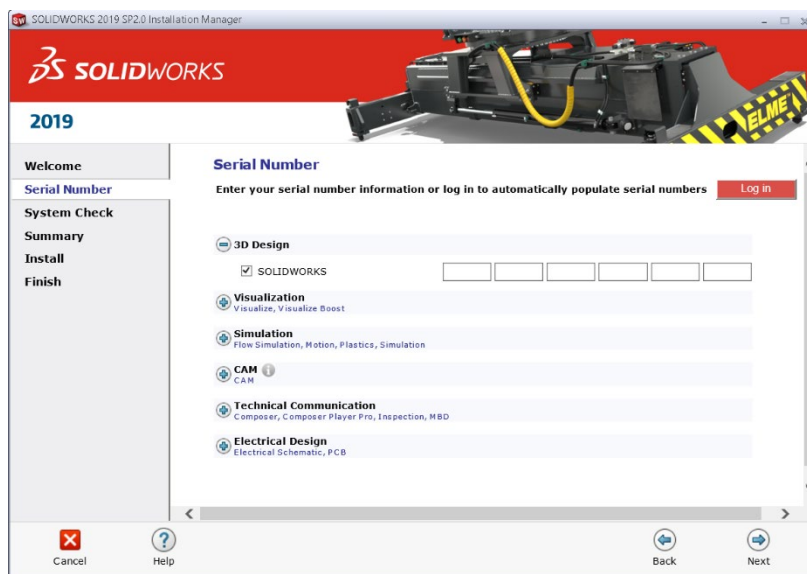 SW SOLIDWORKS 2019 SP2.0 Installation Manager
3S SOLIDWORKS
ELME
2019
Welcome
Serial Number
System Check
Summary
Install
Finish
Serial Number
Enter your serial number information or log in to automatically populate serial numbers
Log in
3D Design
SOLIDWORKS
Visualization
Visualize, Visualize Boost
Simulation
Flow Simulation, Motion, Plastics, Simulation
CAM
CAM
Technical Communication
Composer, Composer Player Pro, Inspection, MBD
Electrical Design
Electrical Schematic, PCB
Cancel
Help
Back
Next